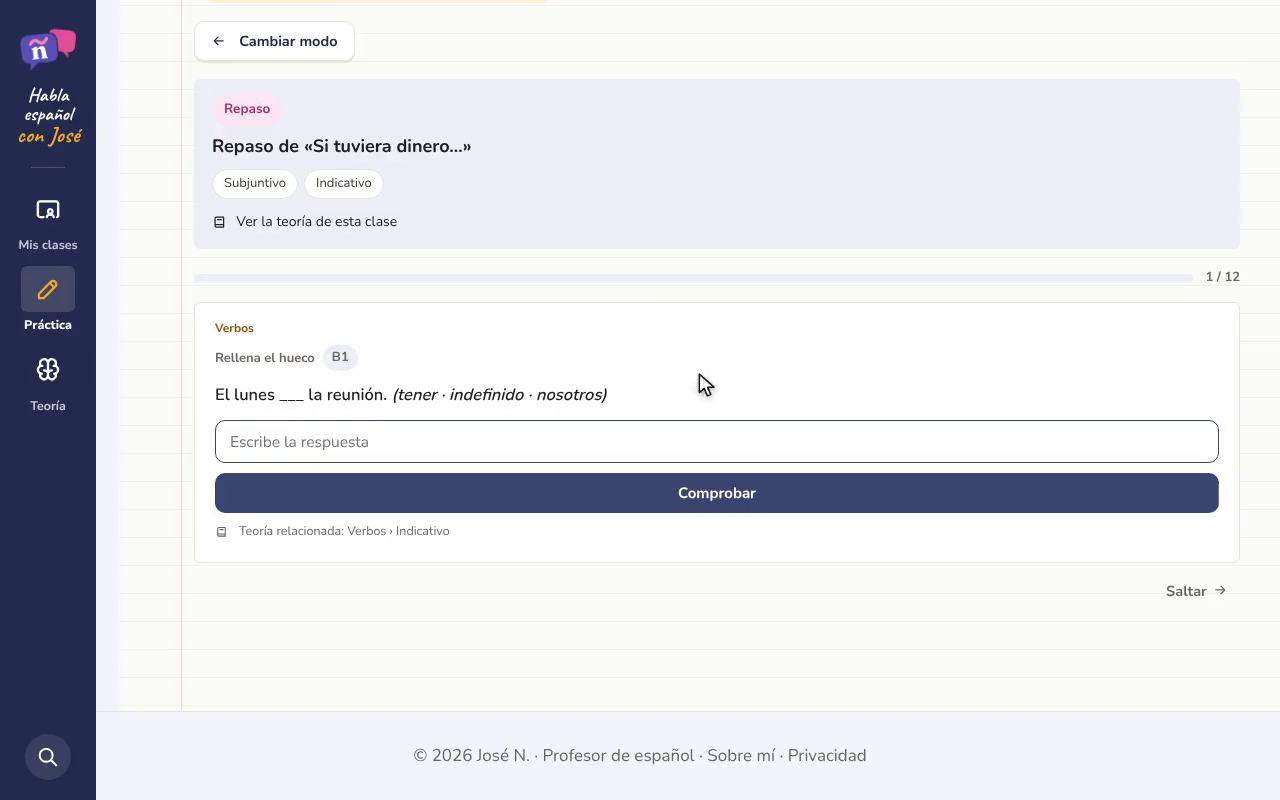 ñ
Habla
español
con José
Mis clases
Práctica
Teoría
← Cambiar modo
Repaso
Repaso de «Si tuviera dinero...»
Subjuntivo Indicativo
Ver la teoría de esta clase
1 / 12
Verbos
Rellena el hueco B1
El lunes ___ la reunión. (tener · indefinido · nosotros)
Escribe la respuesta
Comprobar
Teoría relacionada: Verbos › Indicativo
Saltar →
© 2026 José N. · Profesor de español · Sobre mí · Privacidad